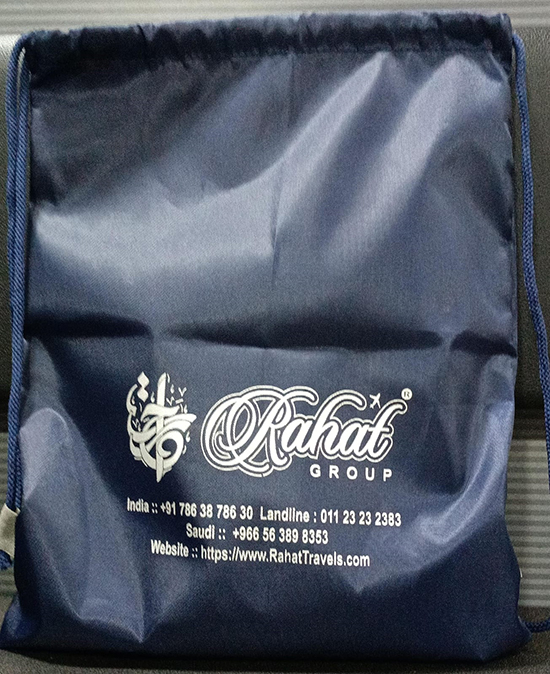 Rahat ®
GROUP
India :: +91 786 38 786 30 Landline : 011 23 23 2383
Saudi :: +966 56 389 8353
Website :: https://www.RahatTravels.com